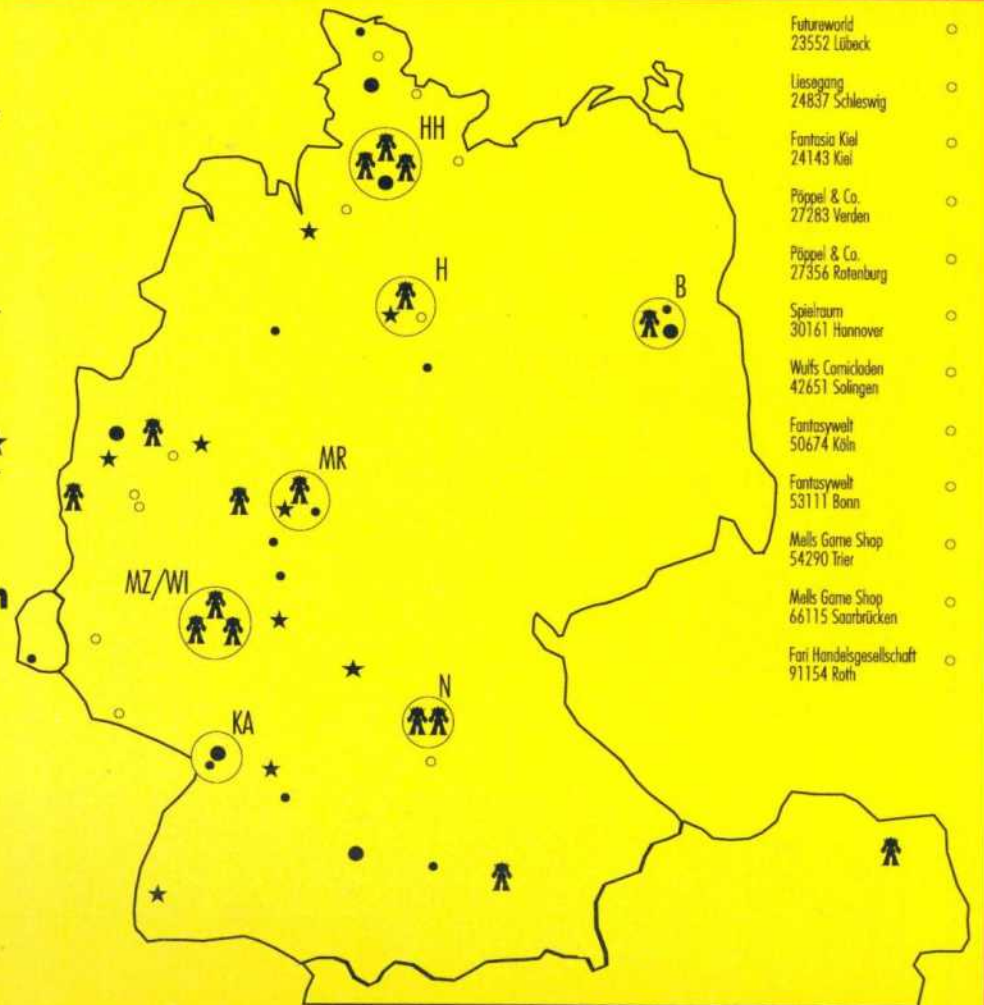 HH
H
B
MR
MZ/WI
N
KA
n
Futureworld
23552 Lübeck
Liesegang
24837 Schleswig
Fantasia Kiel
24143 Kiel
Pöppel & Co.
27283 Verden
Pöppel & Co.
27356 Rotenburg
Spielraum
30161 Hannover
Wulfs Comicladen
42651 Solingen
Fantasywelt
50674 Köln
Fantasywelt
53111 Bonn
Mells Game Shop
54290 Trier
Mells Game Shop
66115 Saarbrücken
Fari Handelsgesellschaft
91154 Roth